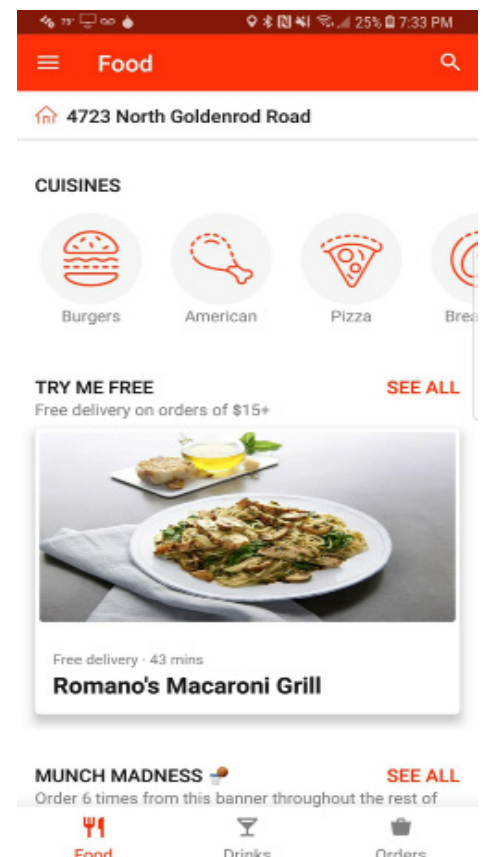 25% 7:33 PM
Food
4723 North Goldenrod Road
CUISINES
Burgers
American
Pizza
Brea
TRY ME FREE
SEE ALL
Free delivery on orders of $15+
Free delivery · 43 mins
Romano's Macaroni Grill
MUNCH MADNESS
SEE ALL
Order 6 times from this banner throughout the rest of
Food
Drinks
Orders